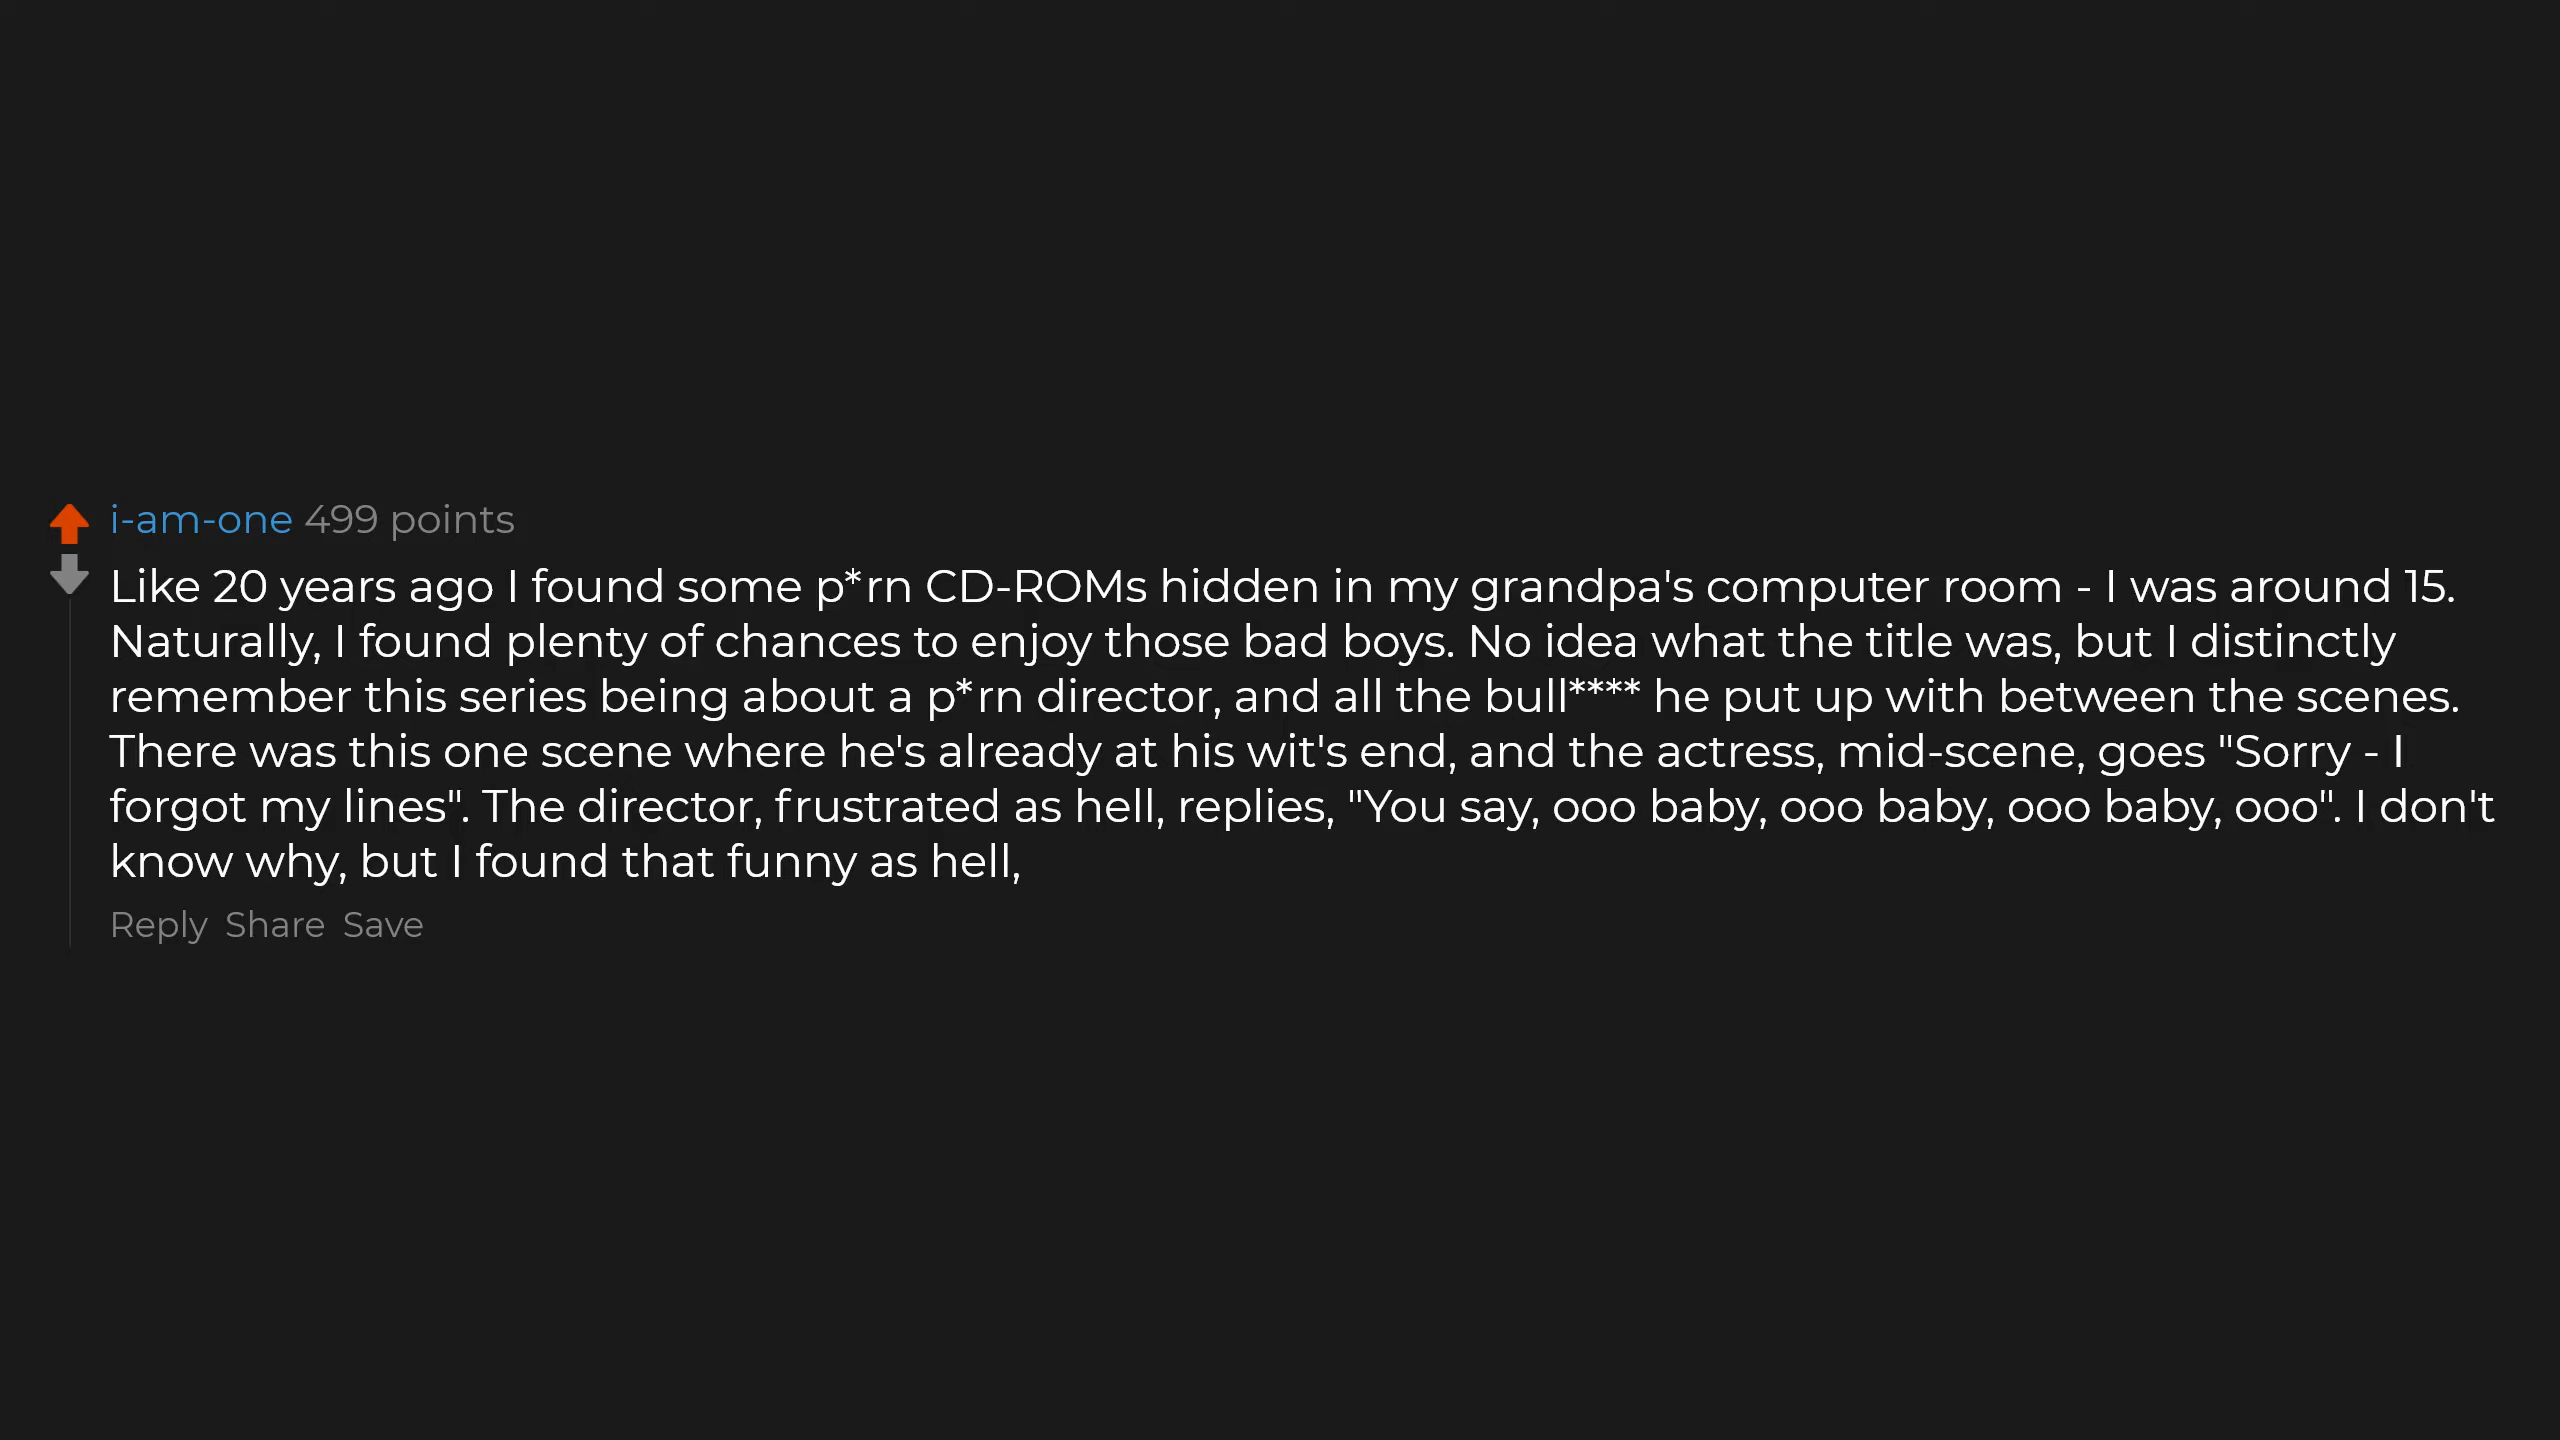 i-am-one 499 points
Like 20 years ago I found some p*rn CD-ROMs hidden in my grandpa's computer room - I was around 15.
Naturally, I found plenty of chances to enjoy those bad boys. No idea what the title was, but I distinctly
remember this series being about a p*rn director, and all the bull**** he put up with between the scenes.
There was this one scene where he's already at his wit's end, and the actress, mid-scene, goes "Sorry - I
forgot my lines". The director, frustrated as hell, replies, "You say, ooo baby, ooo baby, ooo baby, ooo". I don't
know why, but I found that funny as hell,
Reply Share Save